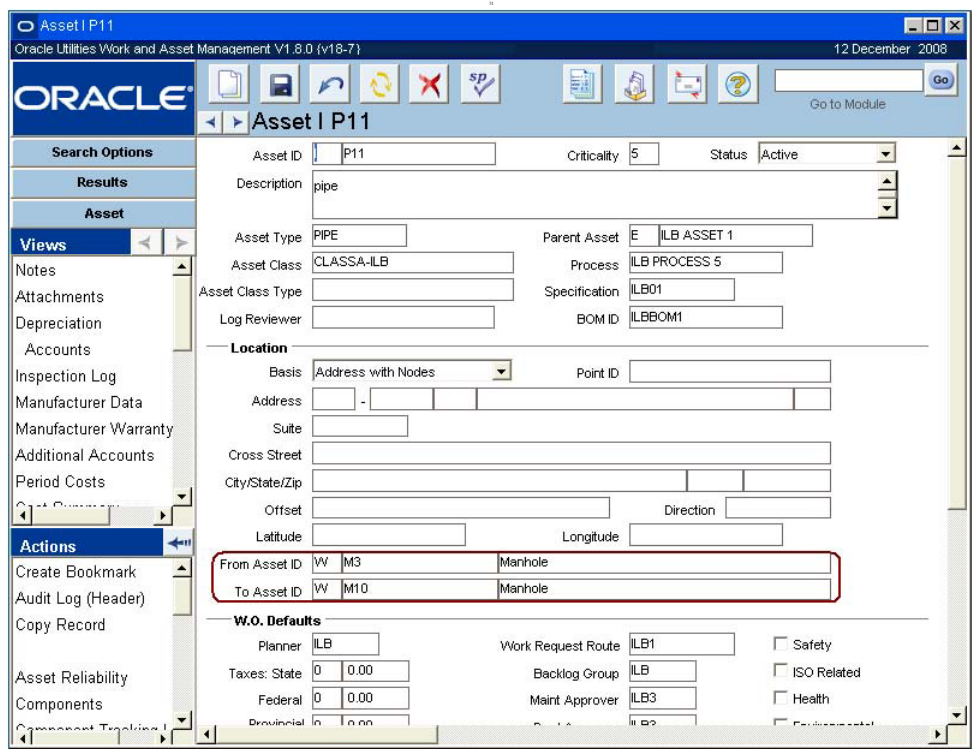 Asset I P11
Oracle Utilities Work and Asset Management V1.8.0 (v18-7) 12 December 2008
ORACLE
Go
Go to Module
Asset I P11
Search Options
Results
Asset
Views
Notes
Attachments
Depreciation
Accounts
Inspection Log
Manufacturer Data
Manufacturer Warranty
Additional Accounts
Period Costs
Actions
Create Bookmark
Audit Log (Header)
Copy Record
Asset Reliability
Components
Asset ID I P11 Criticality 5 Status Active
Description pipe
Asset Type PIPE Parent Asset E ILB ASSET 1
Asset Class CLASSA-ILB Process ILB PROCESS 5
Asset Class Type Specification ILB01
Log Reviewer BOM ID ILBBOM1
Location
Basis Address with Nodes Point ID
Address -
Suite
Cross Street
City/State/Zip
Offset Direction
Latitude Longitude
From Asset ID W M3 Manhole
To Asset ID W M10 Manhole
W.O. Defaults
Planner ILB Work Request Route ILB1 Safety
Taxes: State 0 0.00 Backlog Group ILB ISO Related
Federal 0 0.00 Maint Approver ILB3 Health
Provincial 0 0.00